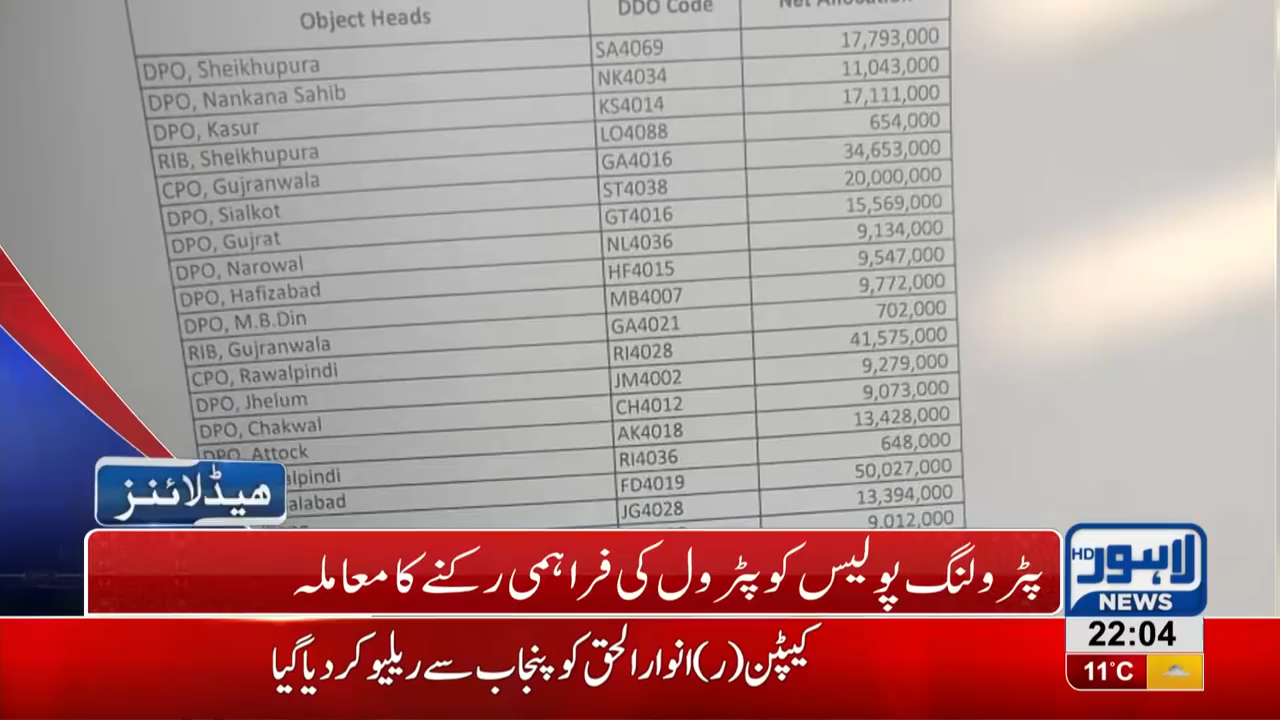 Object Heads DDO Code Net Allocation
DPO, Sheikhupura SA4069 17,793,000
DPO, Nankana Sahib NK4034 11,043,000
DPO, Kasur KS4014 17,111,000
RIB, Sheikhupura LO4088 654,000
CPO, Gujranwala GA4016 34,653,000
DPO, Sialkot ST4038 20,000,000
DPO, Gujrat GT4016 15,569,000
DPO, Narowal NL4036 9,134,000
DPO, Hafizabad HF4015 9,547,000
DPO, M.B.Din MB4007 9,772,000
RIB, Gujranwala GA4021 702,000
CPO, Rawalpindi RI4028 41,575,000
DPO, Jhelum JM4002 9,279,000
DPO, Chakwal CH4012 9,073,000
DPO, Attock AK4018 13,428,000
alpindi RI4036 648,000
alabad FD4019 50,027,000
JG4028 13,394,000
9,012,000
ہیڈلائنز
پٹرولنگ پولیس کو پٹرول کی فراہمی رکنے کا معاملہ
کیپٹن (ر) انوار الحق کو پنجاب سے ریلیو کر دیا گیا
لاہور HD
NEWS
22:04
11°C